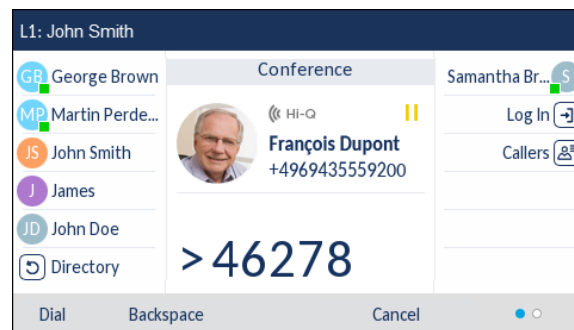 L1: John Smith
GB George Brown
MP Martin Perde...
JS John Smith
J James
JD John Doe
Directory
Conference
Hi-Q
François Dupont
+4969435559200
>46278
Samantha Br... S
Log In
Callers
Dial Backspace Cancel